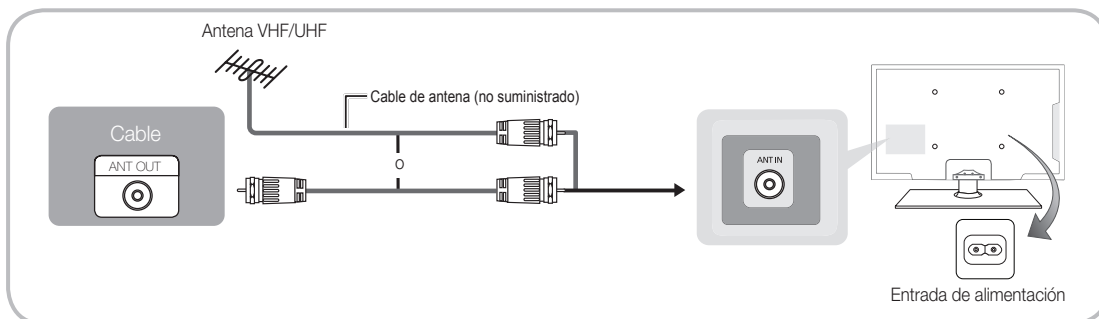 Antena VHF/UHF
Cable de antena (no suministrado)
Cable
ANT OUT
O
ANT IN
Entrada de alimentación